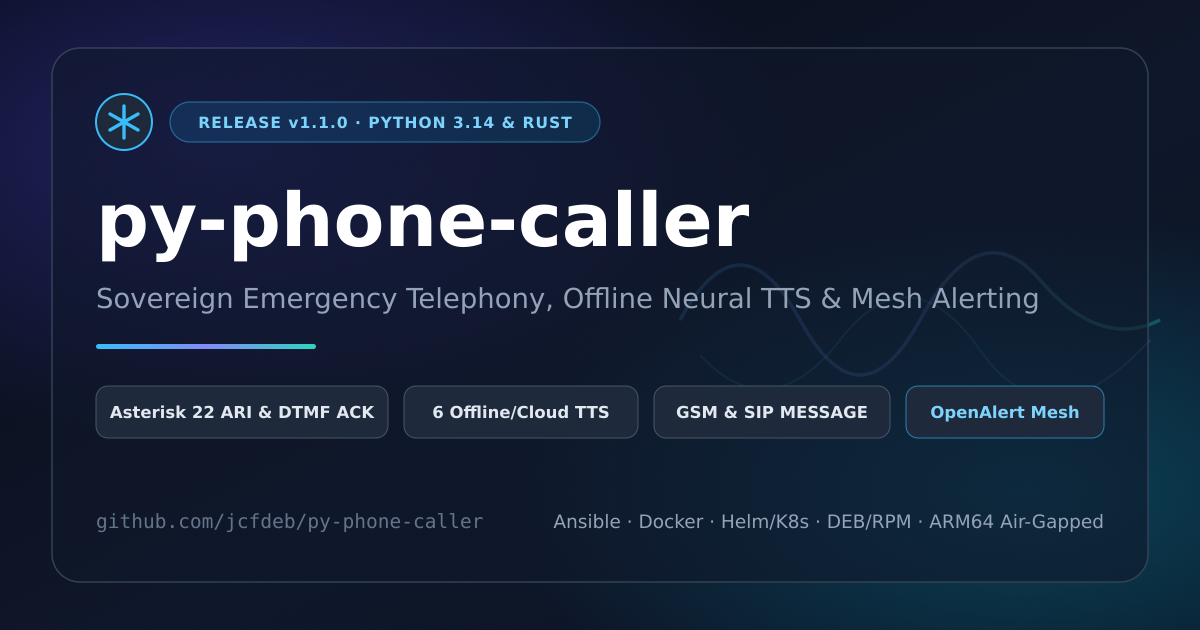 RELEASE v1.1.0 · PYTHON 3.14 & RUST
py-phone-caller
Sovereign Emergency Telephony, Offline Neural TTS & Mesh Alerting
Asterisk 22 ARI & DTMF ACK
6 Offline/Cloud TTS
GSM & SIP MESSAGE
OpenAlert Mesh
github.com/jcfdeb/py-phone-caller
Ansible · Docker · Helm/K8s · DEB/RPM · ARM64 Air-Gapped